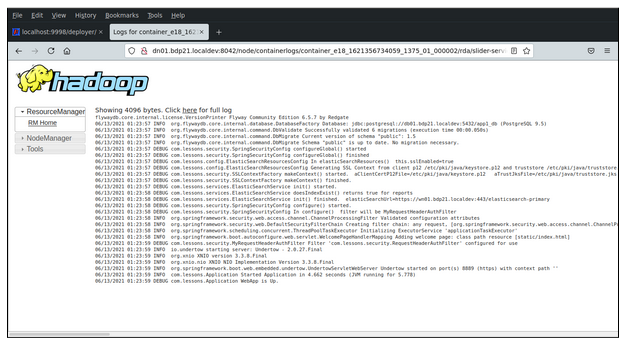 File Edit View History Bookmarks Tools Help
localhost:9998/deployer/ × Logs for container_e18_162 ×
dn01.bdp21.localdev:8042/node/containerlogs/container_e18_1621356734059_1375_01_000002/rda/slider-serv
hadoop
ResourceManager
RM Home
NodeManager
Tools
Showing 4096 bytes. Click here for full log
flywaydb.core.internal.license.VersionPrinter Flyway Community Edition 6.5.7 by Redgate
06/13/2021 01:23:57 INFO org.flywaydb.core.internal.database.DatabaseFactory Database: jdbc:postgresql://db01.bdp21.localdev:5432/app1_db (PostgreSQL 9.5)
06/13/2021 01:23:57 INFO org.flywaydb.core.internal.command.DbValidate Successfully validated 6 migrations (execution time 00:00.050s)
06/13/2021 01:23:57 INFO org.flywaydb.core.internal.command.DbMigrate Current version of schema "public": 1.5
06/13/2021 01:23:57 INFO org.flywaydb.core.internal.command.DbMigrate Schema "public" is up to date. No migration necessary.
06/13/2021 01:23:57 DEBUG com.lessons.security.SpringSecurityConfig configureGlobal() started
06/13/2021 01:23:57 DEBUG com.lessons.security.SpringSecurityConfig configureGlobal() finished
06/13/2021 01:23:57 DEBUG com.lessons.config.ElasticSearchResources In elasticSearchResources() this.sslEnabled=true
06/13/2021 01:23:57 DEBUG com.lessons.config.ElasticSearchResources Generating SSL Context from client p12 /etc/pki/java/keystore.p12 and truststore /etc/pki/java/truststore
06/13/2021 01:23:57 DEBUG com.lessons.security.SSLContextFactory makeContext() started. aClientCertP12File=/etc/pki/java/keystore.p12 aTrustJksFile=/etc/pki/java/truststore.jks
06/13/2021 01:23:57 DEBUG com.lessons.security.SSLContextFactory makeContext() finished.
06/13/2021 01:23:57 DEBUG com.lessons.services.ElasticSearchService init() started.
06/13/2021 01:23:58 DEBUG com.lessons.services.ElasticSearchService doesIndexExist() returns true for reports
06/13/2021 01:23:58 DEBUG com.lessons.services.ElasticSearchService init() finished. elasticSearchUrl=https://wn01.bdp21.localdev:443/elasticsearch-primary
06/13/2021 01:23:58 DEBUG com.lessons.security.SpringSecurityConfig configure() started.
06/13/2021 01:23:58 DEBUG com.lessons.security.SpringSecurityConfig In configure() filter will be MyRequestHeaderAuthFilter
06/13/2021 01:23:58 INFO org.springframework.security.web.access.channel.ChannelProcessingFilter Validated configuration attributes
06/13/2021 01:23:58 INFO org.springframework.security.web.DefaultSecurityFilterChain Creating filter chain: any request, [org.springframework.security.web.access.channel.ChannelP
06/13/2021 01:23:58 INFO org.springframework.scheduling.concurrent.ThreadPoolTaskExecutor Initializing ExecutorService 'applicationTaskExecutor'
06/13/2021 01:23:58 INFO org.springframework.boot.autoconfigure.web.servlet.WelcomePageHandlerMapping Adding welcome page: class path resource [static/index.html]
06/13/2021 01:23:59 DEBUG com.lessons.security.MyRequestHeaderAuthFilter Filter 'com.lessons.security.RequestHeaderAuthFilter' configured for use
06/13/2021 01:23:59 INFO io.undertow starting server: Undertow - 2.0.27.Final
06/13/2021 01:23:59 INFO org.xnio XNIO version 3.3.8.Final
06/13/2021 01:23:59 INFO org.xnio.nio XNIO NIO Implementation Version 3.3.8.Final
06/13/2021 01:23:59 INFO org.springframework.boot.web.embedded.undertow.UndertowServletWebServer Undertow started on port(s) 8889 (https) with context path ''
06/13/2021 01:23:59 INFO com.lessons.Application Started Application in 4.662 seconds (JVM running for 5.778)
06/13/2021 01:23:59 DEBUG com.lessons.Application WebApp is Up.